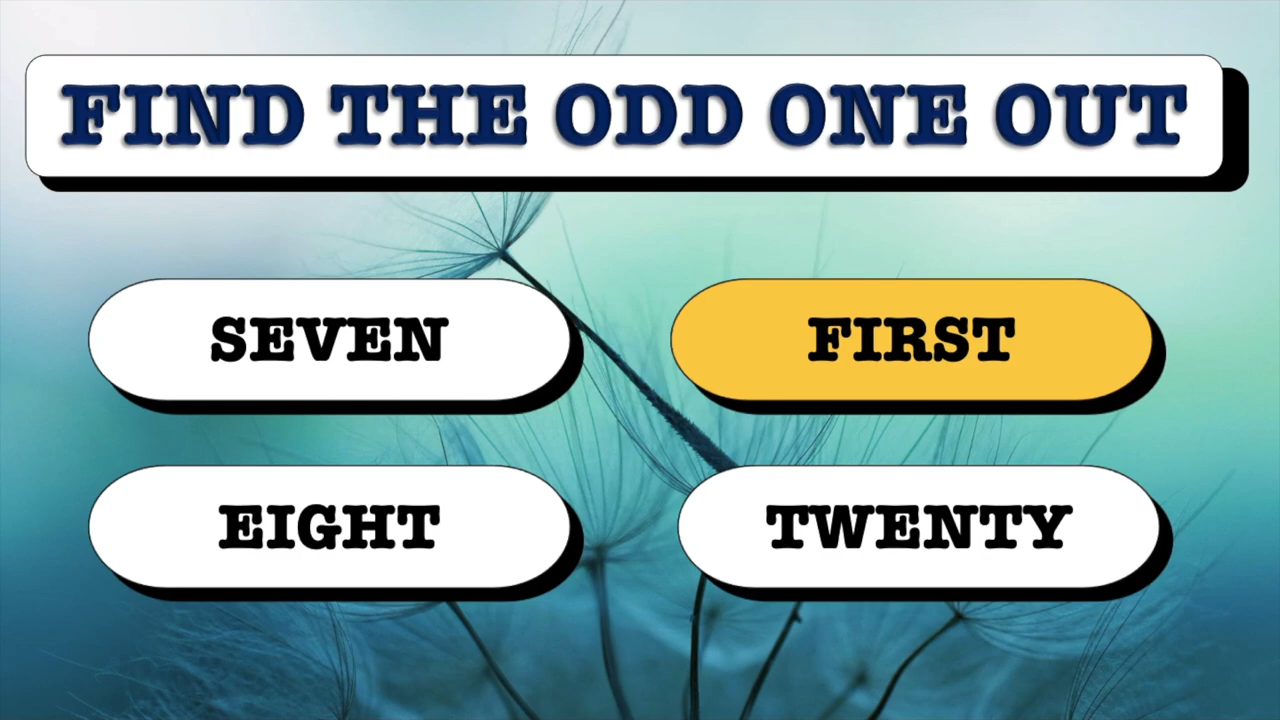 FIND THE ODD ONE OUT
SEVEN
FIRST
EIGHT
TWENTY